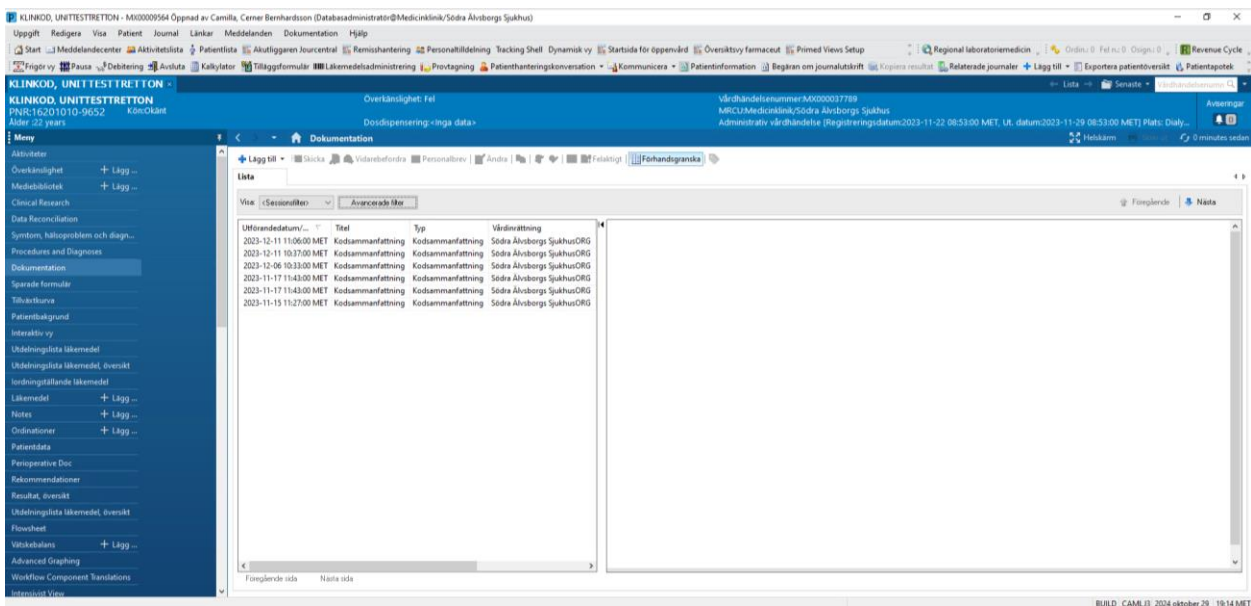 KLINKOD, UNITTESTTRETTON - MX00009564 Öppnad av Camilla, Cerner Bernhardsson (Databasadministratör@Medicinklinik/Södra Älvsborgs Sjukhus)
Uppgift Redigera Visa Patient Journal Länkar Meddelanden Dokumentation Hjälp
Start Meddelandecenter Aktivitetslista Patientlista Akutliggaren Jourcentral Remisshantering Personaltilldelning Tracking Shell Dynamisk vy Startsida för öppenvård Översiktsvy farmaceut Primed Views Setup Regional laboratoriemedicin Ordin.: 0 Fel n.: 0 Osign.: 0 Revenue Cycle
Frigör vy Pausa Debitering Avsluta Kalkylator Tilläggsformulär Läkemedelsadministrering Provtagning Patienthanteringskonversation Kommunicera Patientinformation Begäran om journalutskrift Kopiera resultat Relaterade journaler Lägg till Exportera patientöversikt Patientapotek
KLINKOD, UNITTESTTRETTON × Lista Senaste Vårdhändelsenumn
KLINKOD, UNITTESTTRETTON Överkänslighet: Fel Vårdhändelsenummer:MX000037789 Aviseringar
PNR:16201010-9652 Kön:Okänt MRCU:Medicinklinik/Södra Älvsborgs Sjukhus
Ålder :22 years Dosdispensering:<Inga data> Administrativ vårdhändelse [Registreringsdatum:2023-11-22 08:53:00 MET, Ut. datum:2023-11-29 08:53:00 MET] Plats: Dialy... 0
Meny Dokumentation Helskärm Skriv ut 0 minutes sedan
Aktiviteter
Överkänslighet + Lägg ...
Mediebibliotek + Lägg ...
Clinical Research
Data Reconciliation
Symtom, hälsoproblem och diagn...
Procedures and Diagnoses
Dokumentation
Sparade formulär
Tillväxtkurva
Patientbakgrund
Interaktiv vy
Utdelningslista läkemedel
Utdelningslista läkemedel, översikt
Iordningställande läkemedel
Läkemedel + Lägg ...
Notes + Lägg ...
Ordinationer + Lägg ...
Patientdata
Perioperative Doc
Rekommendationer
Resultat, översikt
Utdelningslista läkemedel, översikt
Flowsheet
Vätskebalans + Lägg ...
Advanced Graphing
Workflow Component Translations
Intensivist View
Lägg till Skicka Vidarebefordra Personalbrev Ändra Felaktigt Förhandsgranska
Lista
Visa: <Sessionsfilter> Avancerade filter Föregående Nästa
Utförandedatum/... Titel Typ Vårdinrättning
2023-12-11 11:06:00 MET Kodsammanfattning Kodsammanfattning Södra Älvsborgs SjukhusORG
2023-12-11 10:37:00 MET Kodsammanfattning Kodsammanfattning Södra Älvsborgs SjukhusORG
2023-12-06 10:33:00 MET Kodsammanfattning Kodsammanfattning Södra Älvsborgs SjukhusORG
2023-11-17 11:43:00 MET Kodsammanfattning Kodsammanfattning Södra Älvsborgs SjukhusORG
2023-11-17 11:43:00 MET Kodsammanfattning Kodsammanfattning Södra Älvsborgs SjukhusORG
2023-11-15 11:27:00 MET Kodsammanfattning Kodsammanfattning Södra Älvsborgs SjukhusORG
Föregående sida Nästa sida
BUILD CAMLI3 2024 oktober 29 19:14 MET